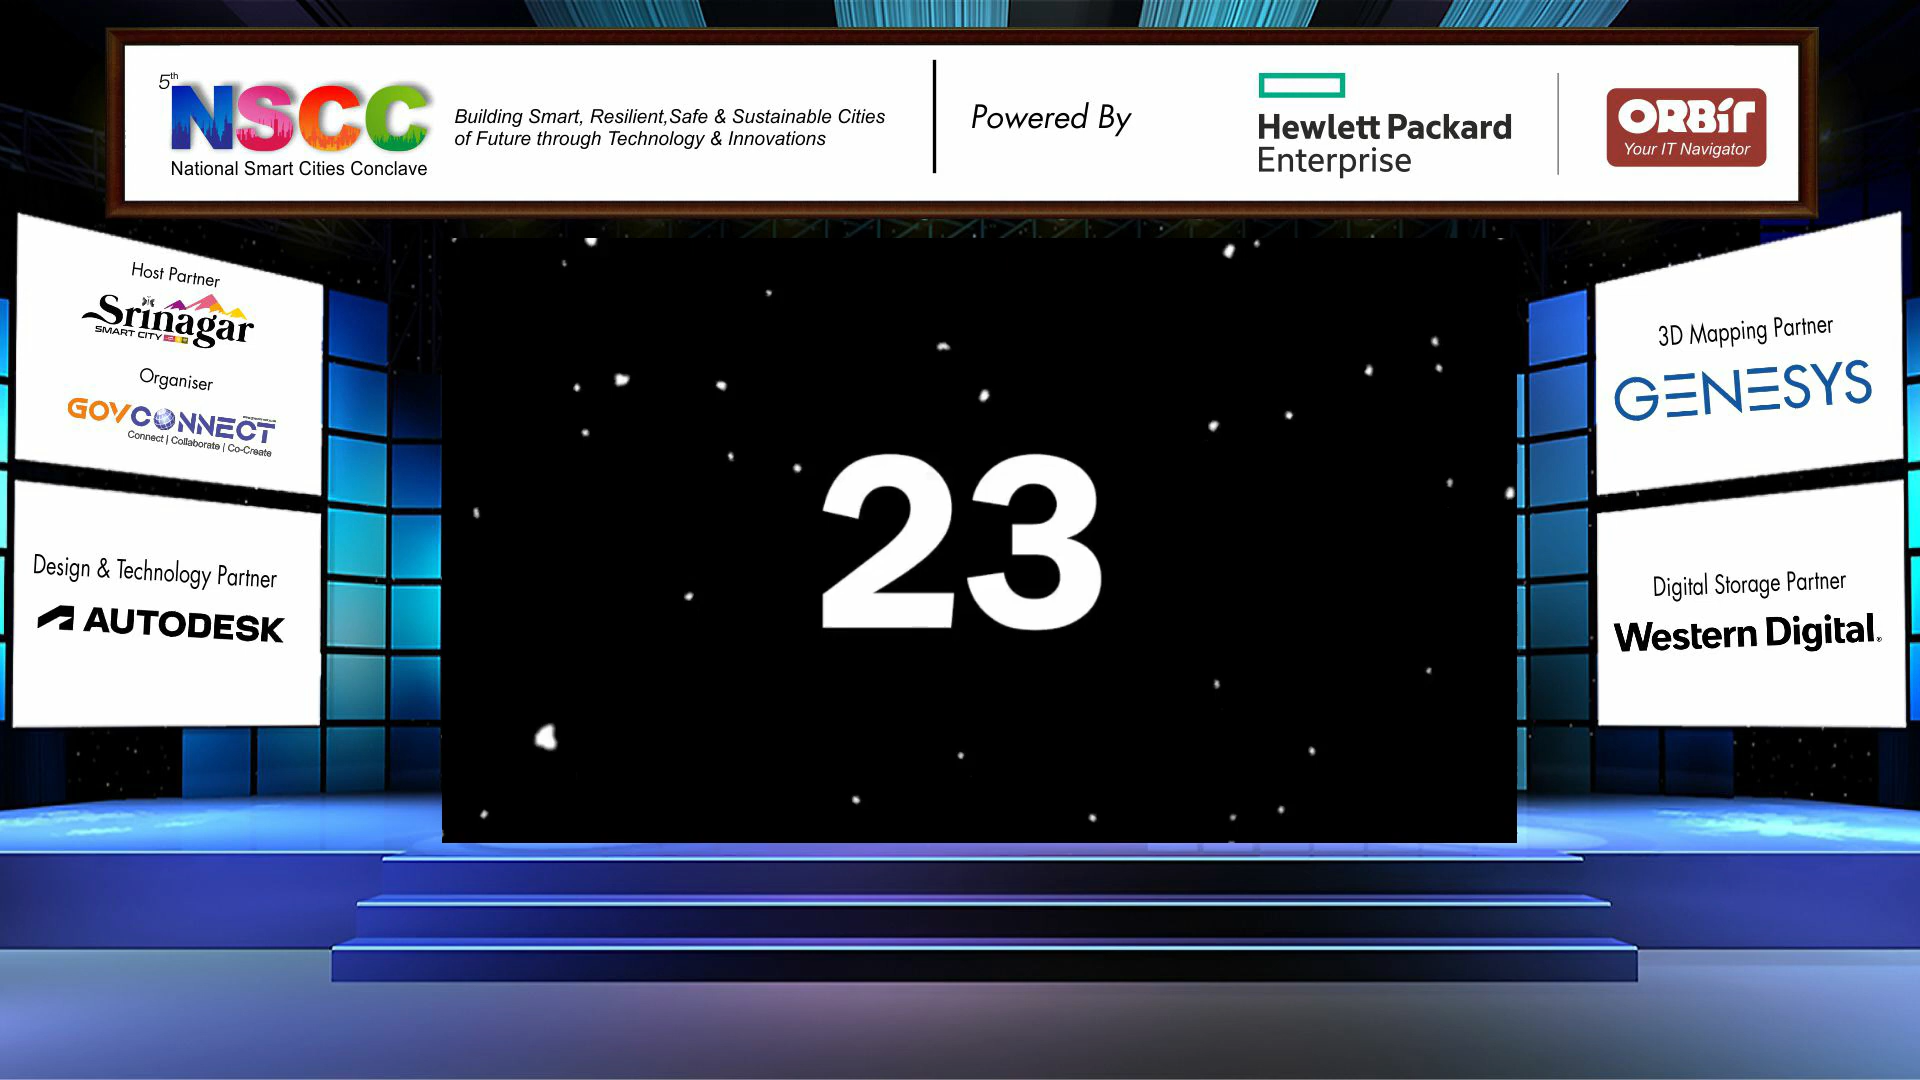 5th
NSCC
National Smart Cities Conclave
Building Smart, Resilient,Safe & Sustainable Cities
of Future through Technology & Innovations
Powered By
Hewlett Packard
Enterprise
ORBIT
Your IT Navigator
Host Partner
Srinagar
SMART CITY
Organiser
GOVCONNECT
Connect | Collaborate | Co-Create
Design & Technology Partner
AUTODESK
23
3D Mapping Partner
GENESYS
Digital Storage Partner
Western Digital®